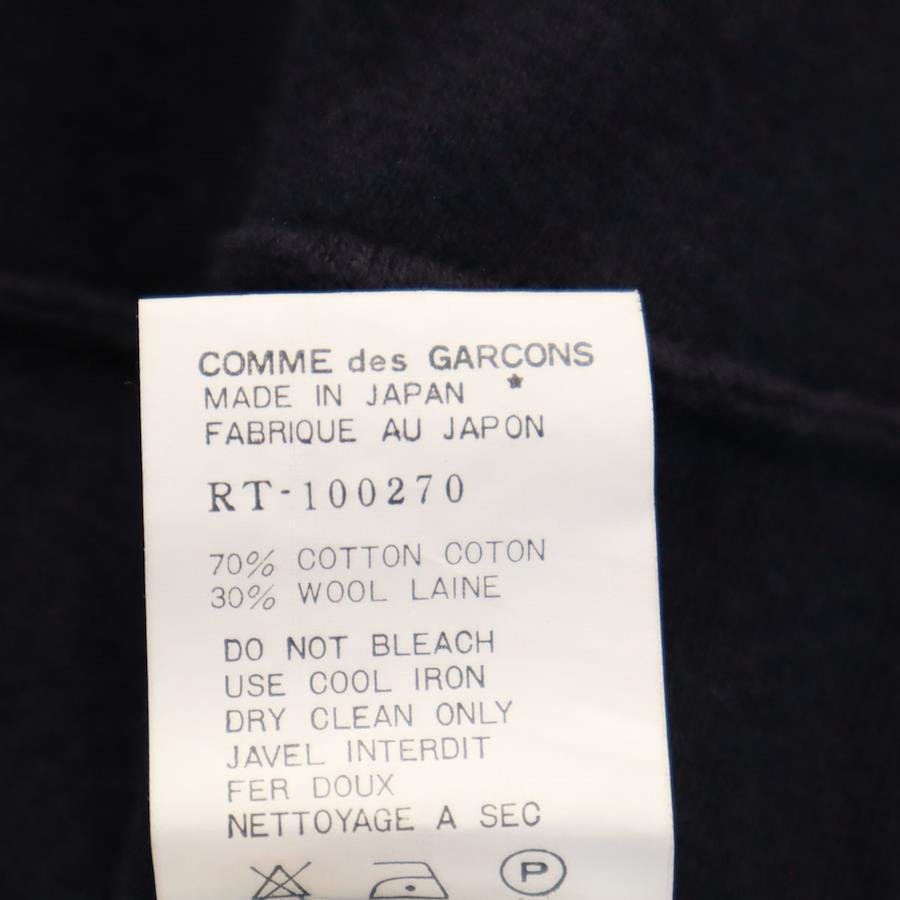 COMME des GARCONS
MADE IN JAPAN ★
FABRIQUE AU JAPON
RT-100270
70% COTTON COTON
30% WOOL LAINE
DO NOT BLEACH
USE COOL IRON
DRY CLEAN ONLY
JAVEL INTERDIT
FER DOUX
NETTOYAGE A SEC
P